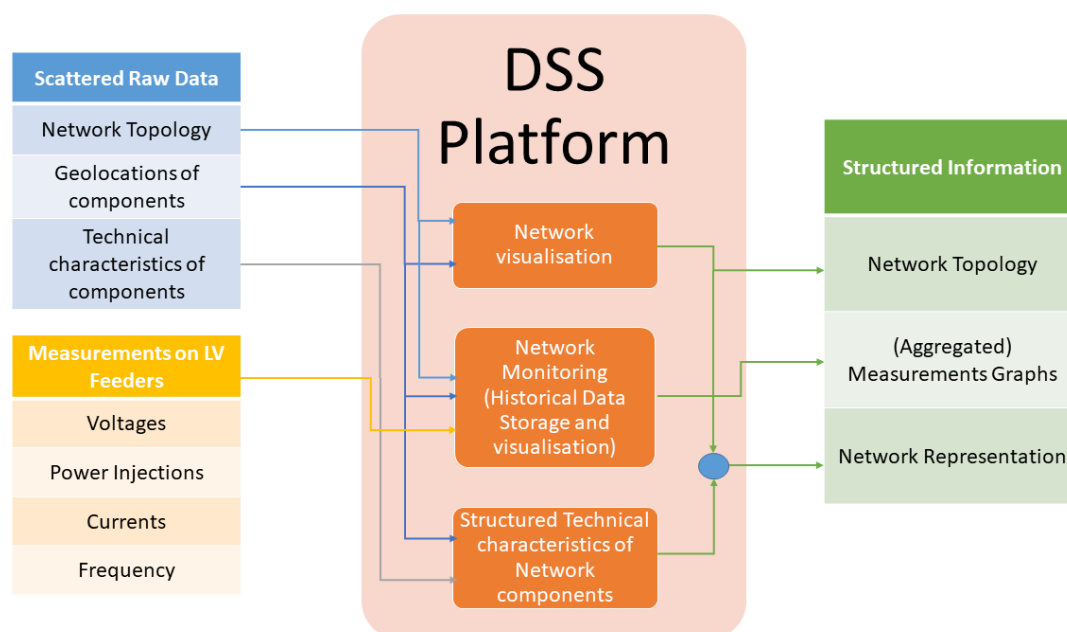 DSS
Platform
Scattered Raw Data
Network Topology
Geolocations of
components
Technical
characteristics of
components
Measurements on LV
Feeders
Voltages
Power Injections
Currents
Frequency
Network
visualisation
Network
Monitoring
(Historical Data
Storage and
visualisation)
Structured Technical
characteristics of
Network
components
Structured Information
Network Topology
(Aggregated)
Measurements Graphs
Network Representation